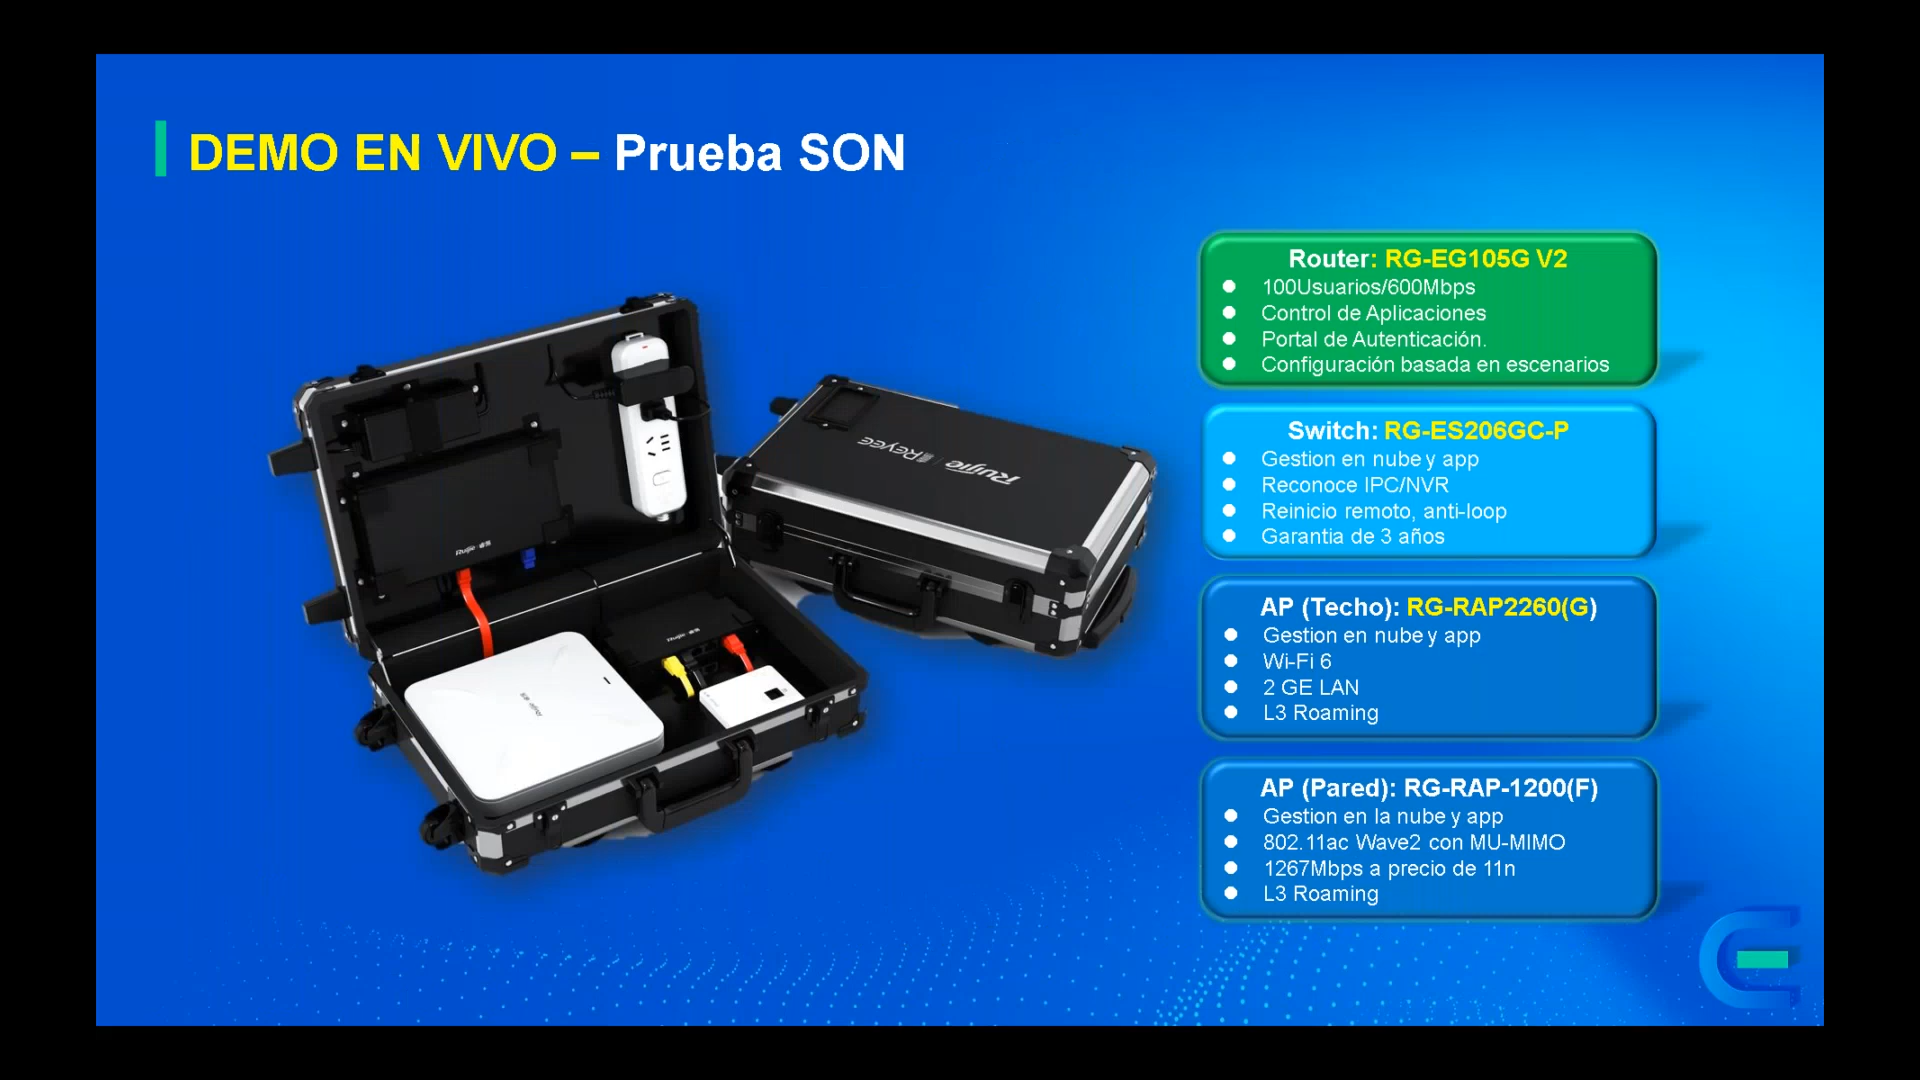 DEMO EN VIVO – Prueba SON
Router: RG-EG105G V2
100Usuarios/600Mbps
Control de Aplicaciones
Portal de Autenticación.
Configuración basada en escenarios
Switch: RG-ES206GC-P
Gestion en nube y app
Reconoce IPC/NVR
Reinicio remoto, anti-loop
Garantia de 3 años
AP (Techo): RG-RAP2260(G)
Gestion en nube y app
Wi-Fi 6
2 GE LAN
L3 Roaming
AP (Pared): RG-RAP-1200(F)
Gestion en la nube y app
802.11ac Wave2 con MU-MIMO
1267Mbps a precio de 11n
L3 Roaming
Ruijie | Reyee
Ruijie